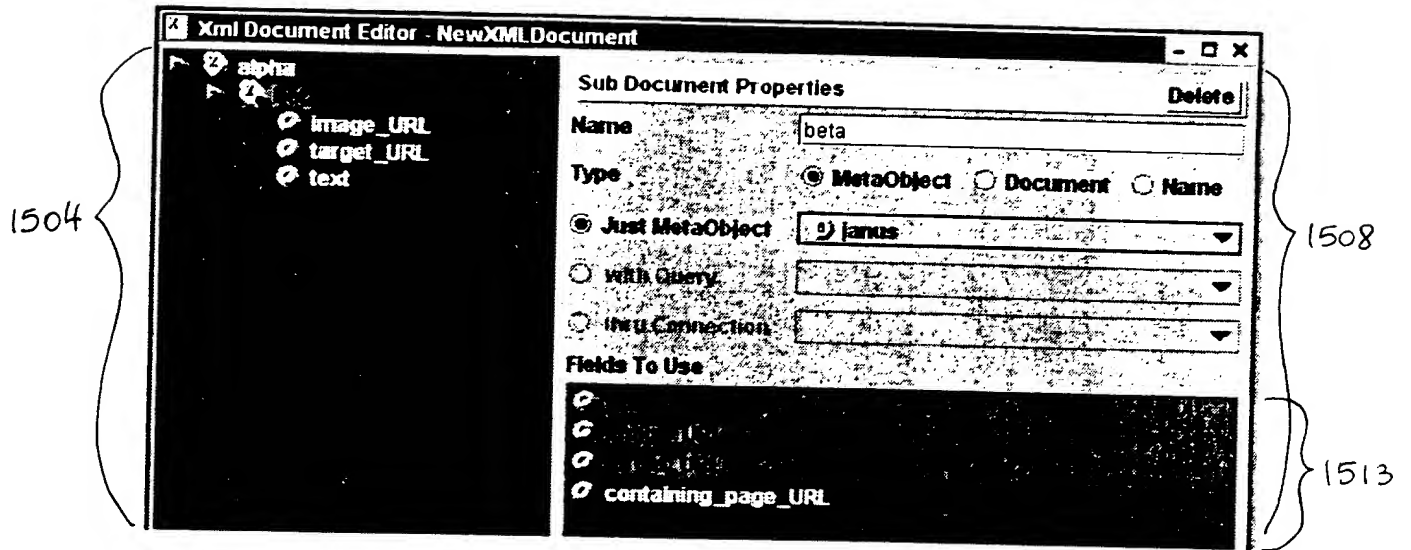 Xml Document Editor - NewXMLDocument
alpha
image_URL
target_URL
text
1504
Sub Document Properties
Delete
Name
beta
Type
MetaObject
Document
Name
Just MetaObject
janus
with Query
thru Connection
Fields To Use
containing_page_URL
1508
1513